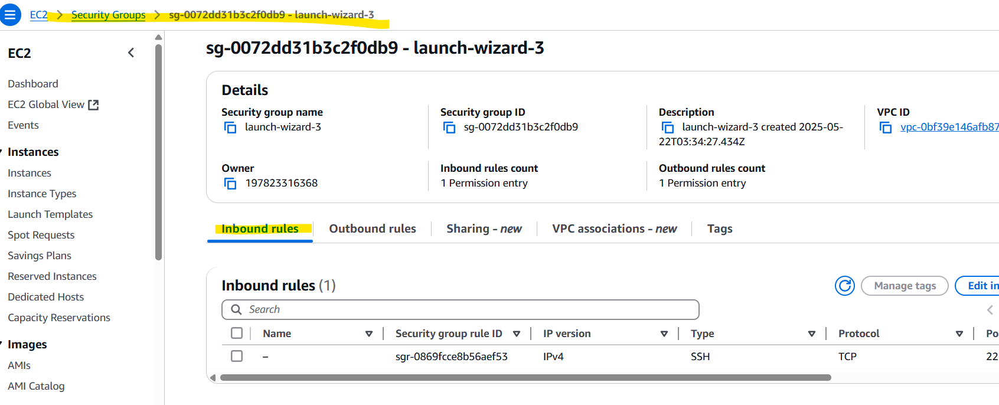 EC2 > Security Groups > sg-0072dd31b3c2f0db9 - launch-wizard-3
EC2
Dashboard
EC2 Global View
Events
Instances
Instances
Instance Types
Launch Templates
Spot Requests
Savings Plans
Reserved Instances
Dedicated Hosts
Capacity Reservations
Images
AMIs
AMI Catalog
sg-0072dd31b3c2f0db9 - launch-wizard-3
Details
Security group name
launch-wizard-3
Security group ID
sg-0072dd31b3c2f0db9
Description
launch-wizard-3 created 2025-05-
22T03:34:27.434Z
VPC ID
vpc-0bf39e146afb87
Owner
197823316368
Inbound rules count
1 Permission entry
Outbound rules count
1 Permission entry
Inbound rules Outbound rules Sharing - new VPC associations - new Tags
Inbound rules (1)
Manage tags
Edit in
Search
Name Security group rule ID IP version Type Protocol Po
– sgr-0869fcce8b56aef53 IPv4 SSH TCP 22